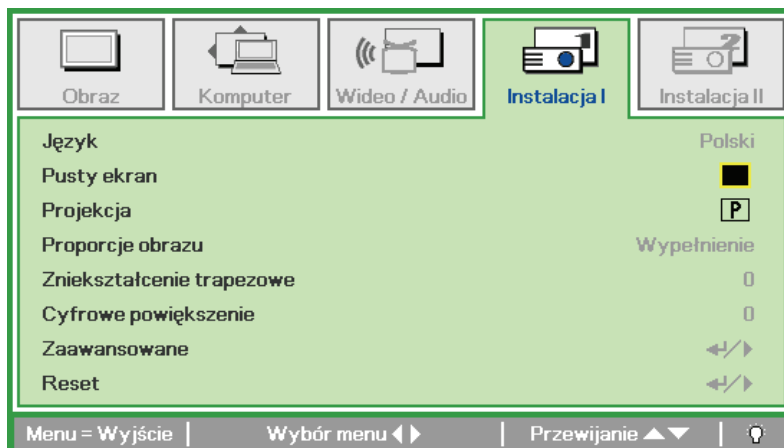 Obraz
Komputer
Wideo / Audio
Instalacja I
Instalacja II
Język Polski
Pusty ekran
Projekcja P
Proporcje obrazu Wypełnienie
Zniekształcenie trapezowe 0
Cyfrowe powiększenie 0
Zaawansowane
Reset
Menu = Wyjście | Wybór menu | Przewijanie |